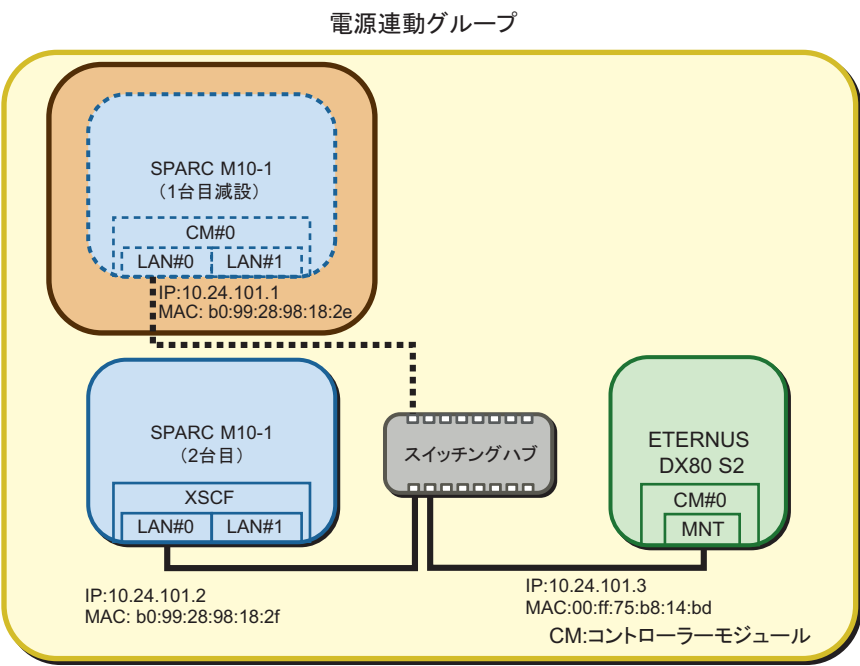 電源連動グループ
SPARC M10-1
（1台目減設）
CM#0
LAN#0 LAN#1
IP:10.24.101.1
MAC: b0:99:28:98:18:2e
SPARC M10-1
（2台目）
XSCF
LAN#0 LAN#1
IP:10.24.101.2
MAC: b0:99:28:98:18:2f
スイッチングハブ
ETERNUS
DX80 S2
CM#0
MNT
IP:10.24.101.3
MAC:00:ff:75:b8:14:bd
CM:コントローラーモジュール